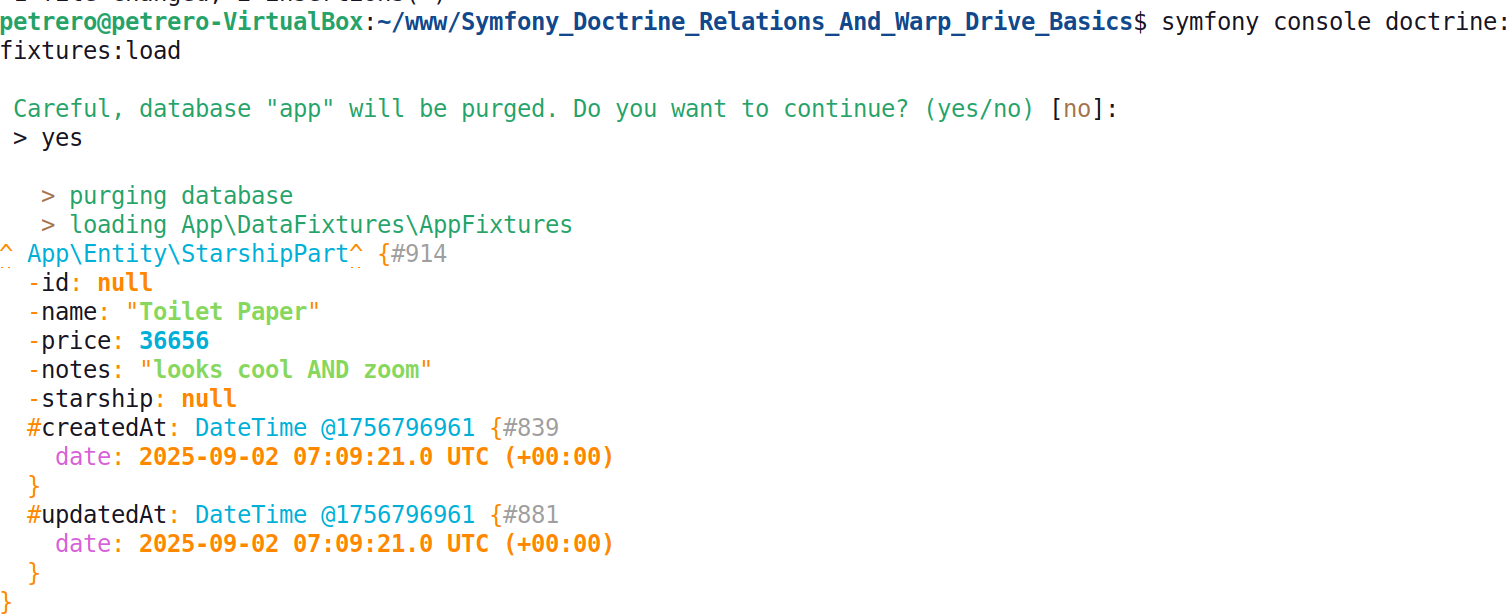 petrero@petrero-VirtualBox:~/www/Symfony_Doctrine_Relations_And_Warp_Drive_Basics$ symfony console doctrine:
fixtures:load
Careful, database "app" will be purged. Do you want to continue? (yes/no) [no]:
> yes
> purging database
> loading App\DataFixtures\AppFixtures
^ App\Entity\StarshipPart^ {#914
-id: null
-name: "Toilet Paper"
-price: 36656
-notes: "looks cool AND zoom"
-starship: null
#createdAt: DateTime @1756796961 {#839
date: 2025-09-02 07:09:21.0 UTC (+00:00)
}
#updatedAt: DateTime @1756796961 {#881
date: 2025-09-02 07:09:21.0 UTC (+00:00)
}
}